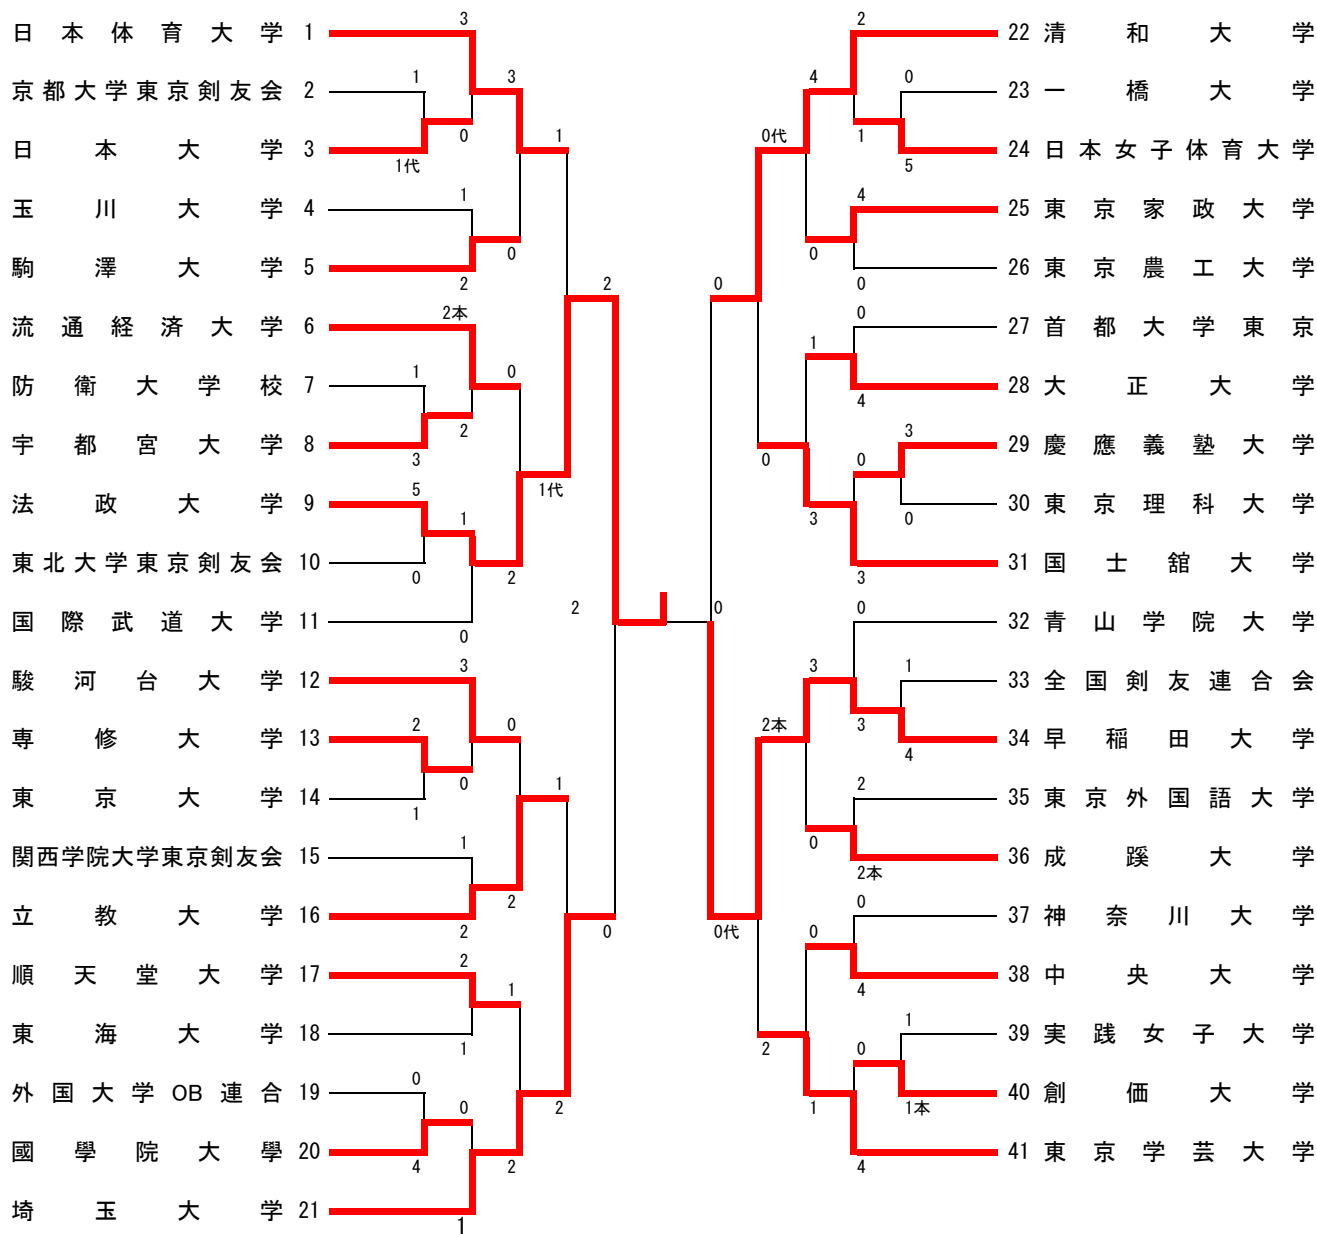 3
2
日本体育大学 1
22 清和大学
1
3
4
0
京都大学東京剣友会 2
23 一橋大学
0
1
0代
1
日本大学 3
24 日本女子体育大学
1代
5
1
4
玉川大学 4
25 東京家政大学
0
0
駒澤大学 5
26 東京農工大学
2
2
0
0
2本
0
流通経済大学 6
27 首都大学東京
1
0
1
防衛大学校 7
28 大正大学
4
2
3
宇都宮大学 8
29 慶應義塾大学
3
0
0
5
1代
法政大学 9
30 東京理科大学
1
3
0
東北大学東京剣友会 10
31 国士舘大学
0
2
3
2
0
0
国際武道大学 11
32 青山学院大学
0
3
3
1
駿河台大学 12
33 全国剣友連合会
2
0
2本
3
専修大学 13
34 早稲田大学
4
0
1
2
東京大学 14
35 東京外国語大学
1
1
0
関西学院大学東京剣友会 15
36 成蹊大学
2本
2
0
立教大学 16
37 神奈川大学
2
0
0代
0
2
順天堂大学 17
38 中央大学
1
4
1
東海大学 18
39 実践女子大学
1
2
0
0
外国大学OB連合 19
40 創価大学
0
2
1
1本
國學院大學 20
41 東京学芸大学
4
2
4
埼玉大学 21
1